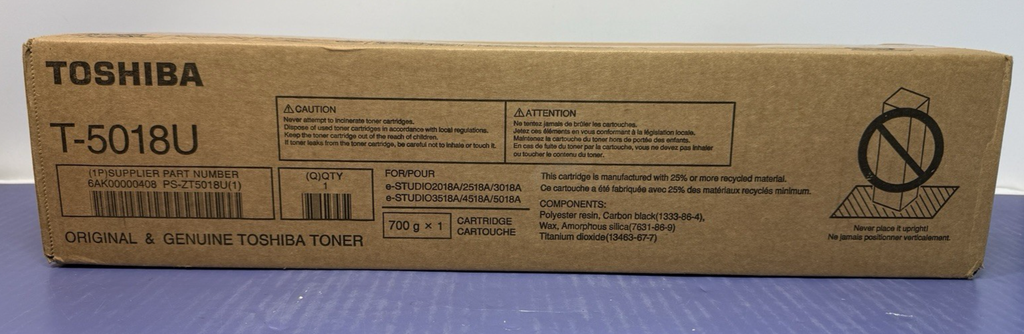 TOSHIBA
T-5018U
(1P)SUPPLIER PART NUMBER
6AK00000408 PS-ZT5018U(1)
(Q)QTY
1
ORIGINAL & GENUINE TOSHIBA TONER
⚠CAUTION
Never attempt to incinerate toner cartridges.
Dispose of used toner cartridges in accordance with local regulations.
Keep the toner cartridge out of the reach of children.
If toner leaks from the toner cartridge, be careful not to inhale or touch it.
⚠ATTENTION
Ne tentez jamais de brûler les cartouches.
Jetez ces éléments en vous conformant à la législation locale.
Maintenez la cartouche du toner hors de portée des enfants.
En cas de fuite du toner par la cartouche, vous ne devez pas inhaler
ou toucher le contenu du toner.
FOR/POUR
e-STUDIO2018A/2518A/3018A
e-STUDIO3518A/4518A/5018A
700 g × 1
CARTRIDGE
CARTOUCHE
This cartridge is manufactured with 25% or more recycled material.
Ce cartouche a été fabriquée avec 25% des matériaux recyclés minimum.
COMPONENTS:
Polyester resin, Carbon black(1333-86-4),
Wax, Amorphous silica(7631-86-9)
Titanium dioxide(13463-67-7)
Never place it upright!
Ne jamais positionner verticalement.